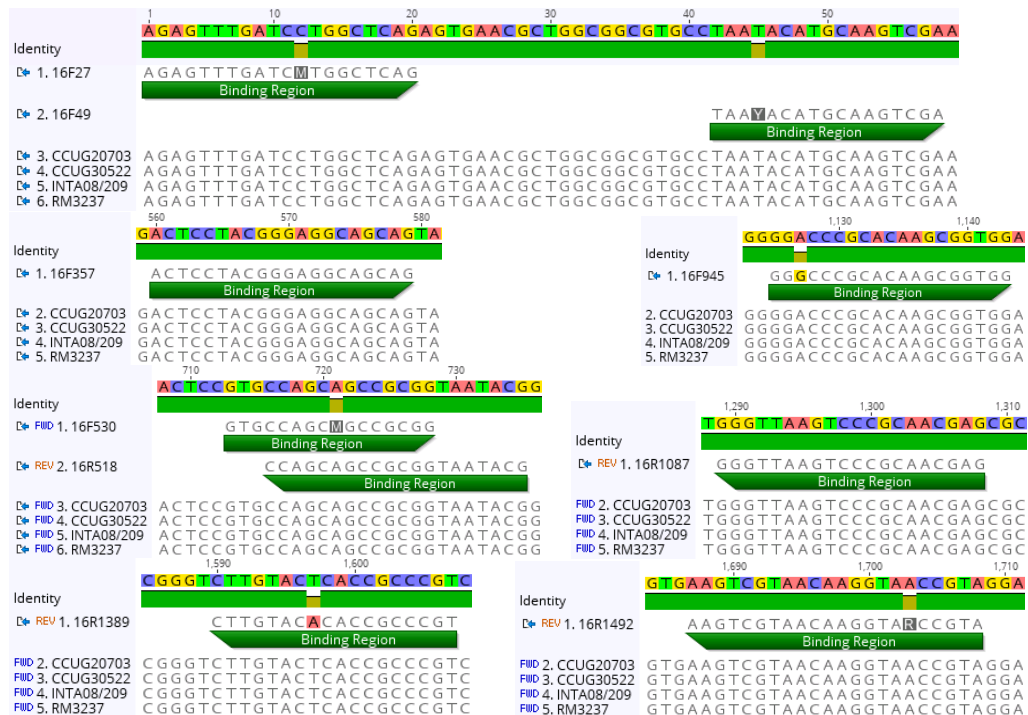 1 10 20 30 40 50
AGAGTTTGATCCTGGCTCAGAGTGAACGCTGGCGGCGTGCCTAATACATGCAAGTCGAA
Identity
1. 16F27 AGAGTTTGATCMTGGCTCAG
Binding Region
2. 16F49 TAAYACATGCAAGTCGA
Binding Region
3. CCUG20703 AGAGTTTGATCCTGGCTCAGAGTGAACGCTGGCGGCGTGCCTAATACATGCAAGTCGAA
4. CCUG30522 AGAGTTTGATCCTGGCTCAGAGTGAACGCTGGCGGCGTGCCTAATACATGCAAGTCGAA
5. INTA08/209 AGAGTTTGATCCTGGCTCAGAGTGAACGCTGGCGGCGTGCCTAATACATGCAAGTCGAA
6. RM3237 AGAGTTTGATCCTGGCTCAGAGTGAACGCTGGCGGCGTGCCTAATACATGCAAGTCGAA
560 570 580
GACTCCTACGGGAGGCAGCAGTA
Identity
1. 16F357 ACTCCTACGGGAGGCAGCAG
Binding Region
2. CCUG20703 GACTCCTACGGGAGGCAGCAGTA
3. CCUG30522 GACTCCTACGGGAGGCAGCAGTA
4. INTA08/209 GACTCCTACGGGAGGCAGCAGTA
5. RM3237 GACTCCTACGGGAGGCAGCAGTA
1,130 1,140
GGGGACCCGCACAAGCGGTGGA
Identity
1. 16F945 GGGCCCGCACAAGCGGTGG
Binding Region
2. CCUG20703 GGGGACCCGCACAAGCGGTGGA
3. CCUG30522 GGGGACCCGCACAAGCGGTGGA
4. INTA08/209 GGGGACCCGCACAAGCGGTGGA
5. RM3237 GGGGACCCGCACAAGCGGTGGA
710 720 730
ACTCCGTGCCAGCAGCCGCGGTAATACGG
Identity
FWD 1. 16F530 GTGCCAGCMGCCGCGG
Binding Region
REV 2. 16R518 CCAGCAGCCGCGGTAATACG
Binding Region
FWD 3. CCUG20703 ACTCCGTGCCAGCAGCCGCGGTAATACGG
FWD 4. CCUG30522 ACTCCGTGCCAGCAGCCGCGGTAATACGG
FWD 5. INTA08/209 ACTCCGTGCCAGCAGCCGCGGTAATACGG
FWD 6. RM3237 ACTCCGTGCCAGCAGCCGCGGTAATACGG
1,290 1,300 1,310
TGGGTTAAGTCCCGCAACGAGCGC
Identity
REV 1. 16R1087 GGGTTAAGTCCCGCAACGAG
Binding Region
FWD 2. CCUG20703 TGGGTTAAGTCCCGCAACGAGCGC
FWD 3. CCUG30522 TGGGTTAAGTCCCGCAACGAGCGC
FWD 4. INTA08/209 TGGGTTAAGTCCCGCAACGAGCGC
FWD 5. RM3237 TGGGTTAAGTCCCGCAACGAGCGC
1,590 1,600
CGGGTCTTGTACTCACCGCCCGTC
Identity
REV 1. 16R1389 CTTGTACACACCGCCCGT
Binding Region
FWD 2. CCUG20703 CGGGTCTTGTACTCACCGCCCGTC
FWD 3. CCUG30522 CGGGTCTTGTACTCACCGCCCGTC
FWD 4. INTA08/209 CGGGTCTTGTACTCACCGCCCGTC
FWD 5. RM3237 CGGGTCTTGTACTCACCGCCCGTC
1,690 1,700 1,710
GTGAAGTCGTAACAAGGTAACCGTAGGA
Identity
REV 1. 16R1492 AAGTCGTAACAAGGTARCCGTA
Binding Region
FWD 2. CCUG20703 GTGAAGTCGTAACAAGGTAACCGTAGGA
FWD 3. CCUG30522 GTGAAGTCGTAACAAGGTAACCGTAGGA
FWD 4. INTA08/209 GTGAAGTCGTAACAAGGTAACCGTAGGA
FWD 5. RM3237 GTGAAGTCGTAACAAGGTAACCGTAGGA